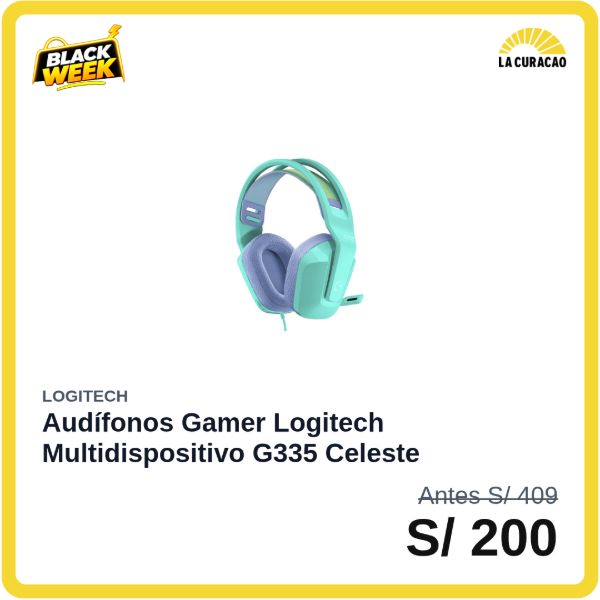 BLACK
WEEK
LA CURACAO
LOGITECH
Audífonos Gamer Logitech
Multidispositivo G335 Celeste
Antes S/ 409
S/ 200